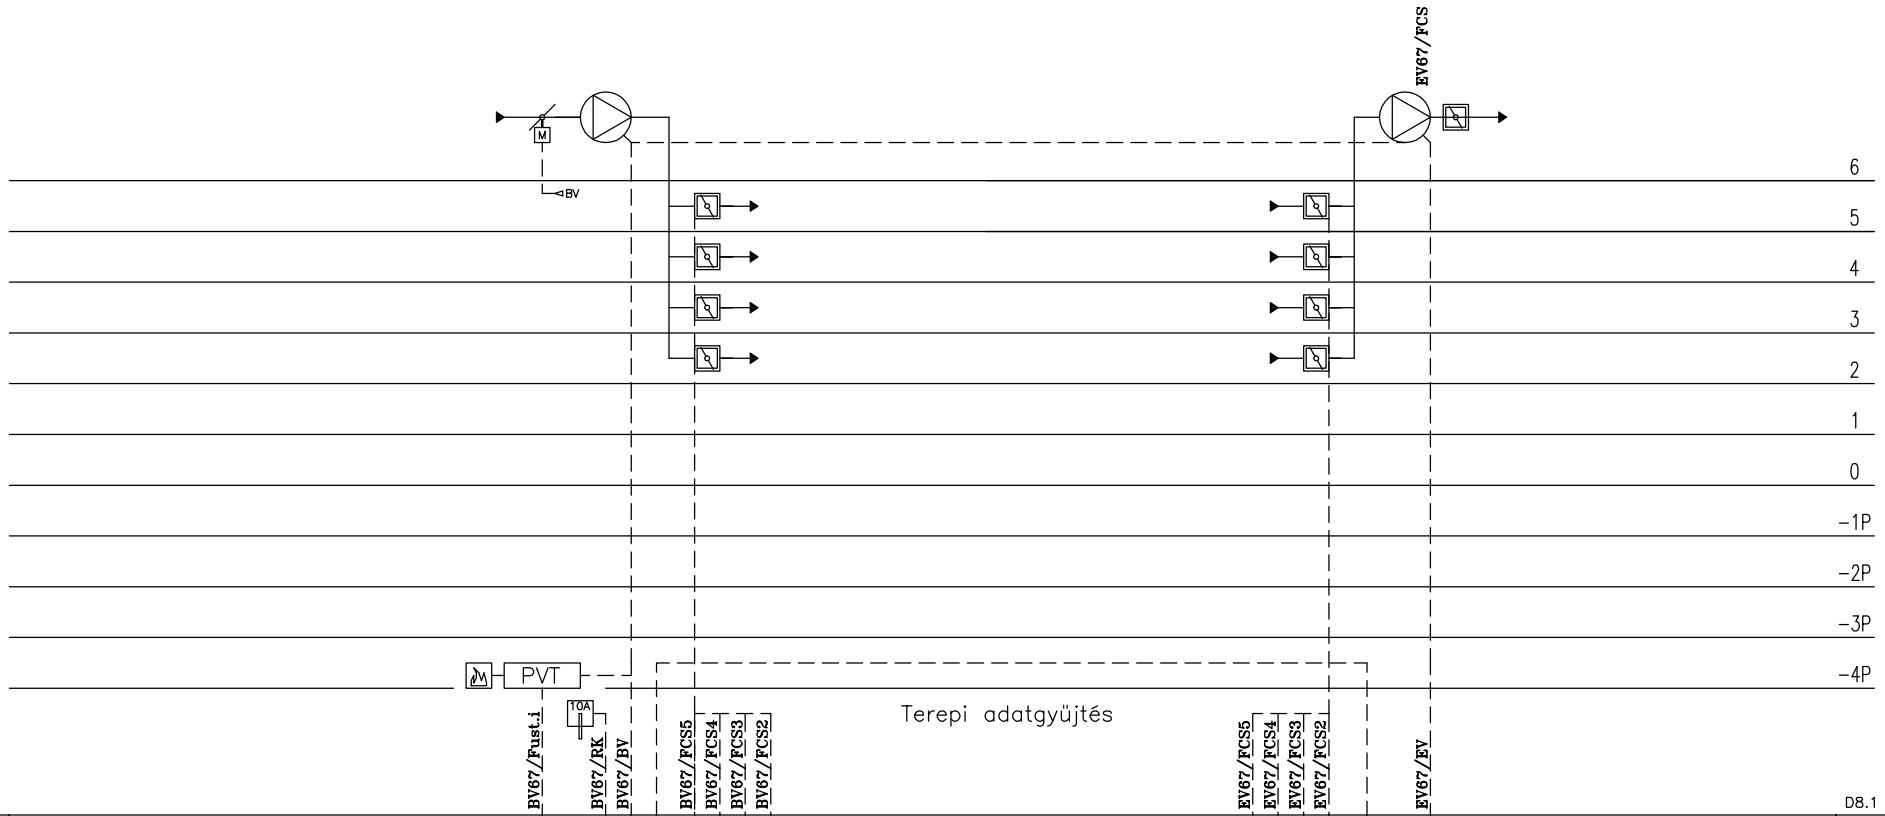 EV67/FCS
M
BV
6
5
4
3
2
1
0
-1P
-2P
-3P
PVT
-4P
10A
Terepi adatgyűjtés
BV67/Fust.i
BV67/RK
BV67/BV
BV67/FCS5
BV67/FCS4
BV67/FCS3
BV67/FCS2
EV67/FCS5
EV67/FCS4
EV67/FCS3
EV67/FCS2
EV67/EV
D8.1